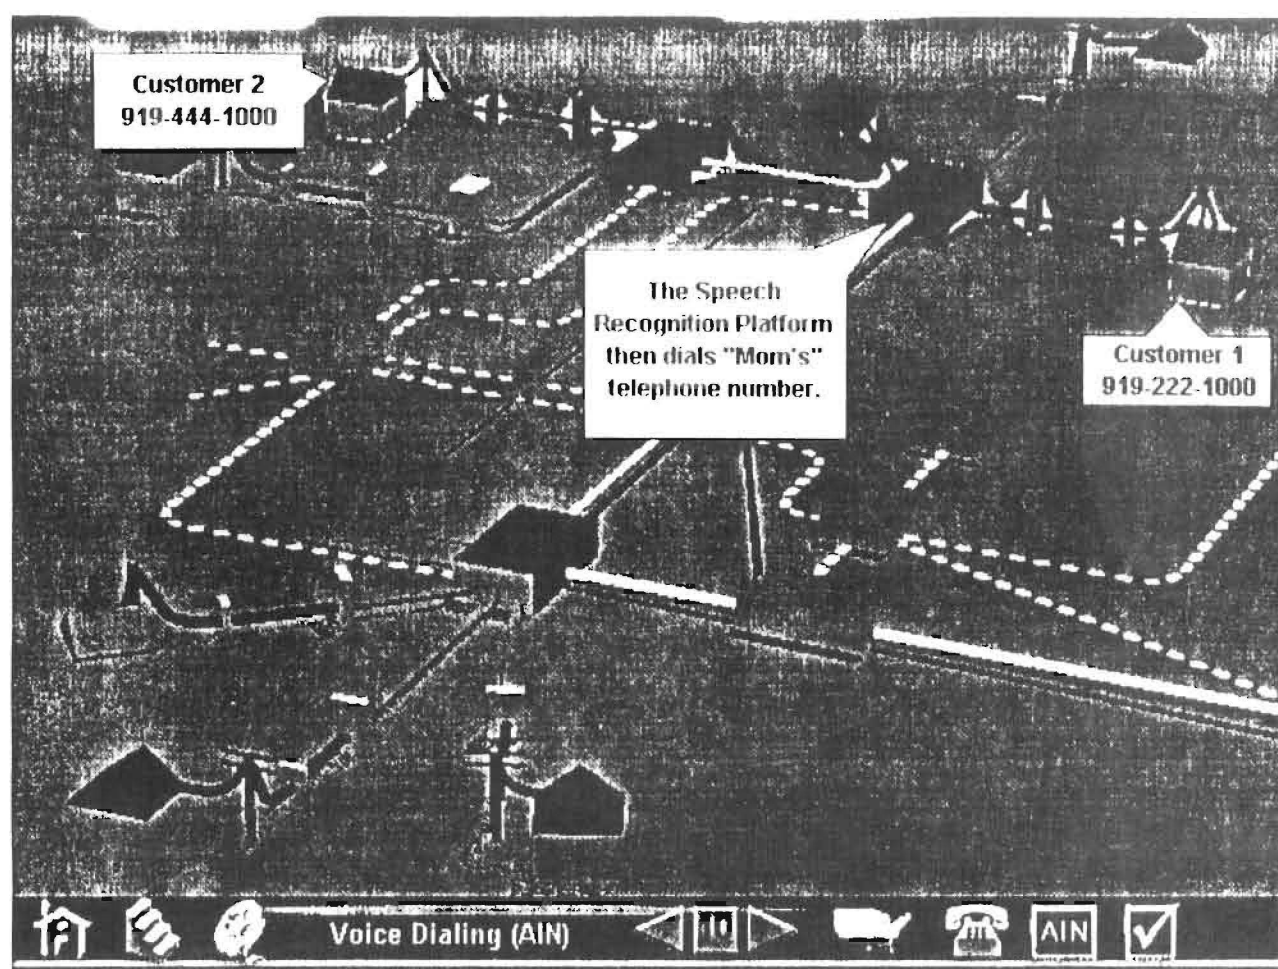 Customer 2
919-444-1000
The Speech
Recognition Platform
then dials "Mom's"
telephone number.
Customer 1
919-222-1000
Voice Dialing (AIN)
10
AIN